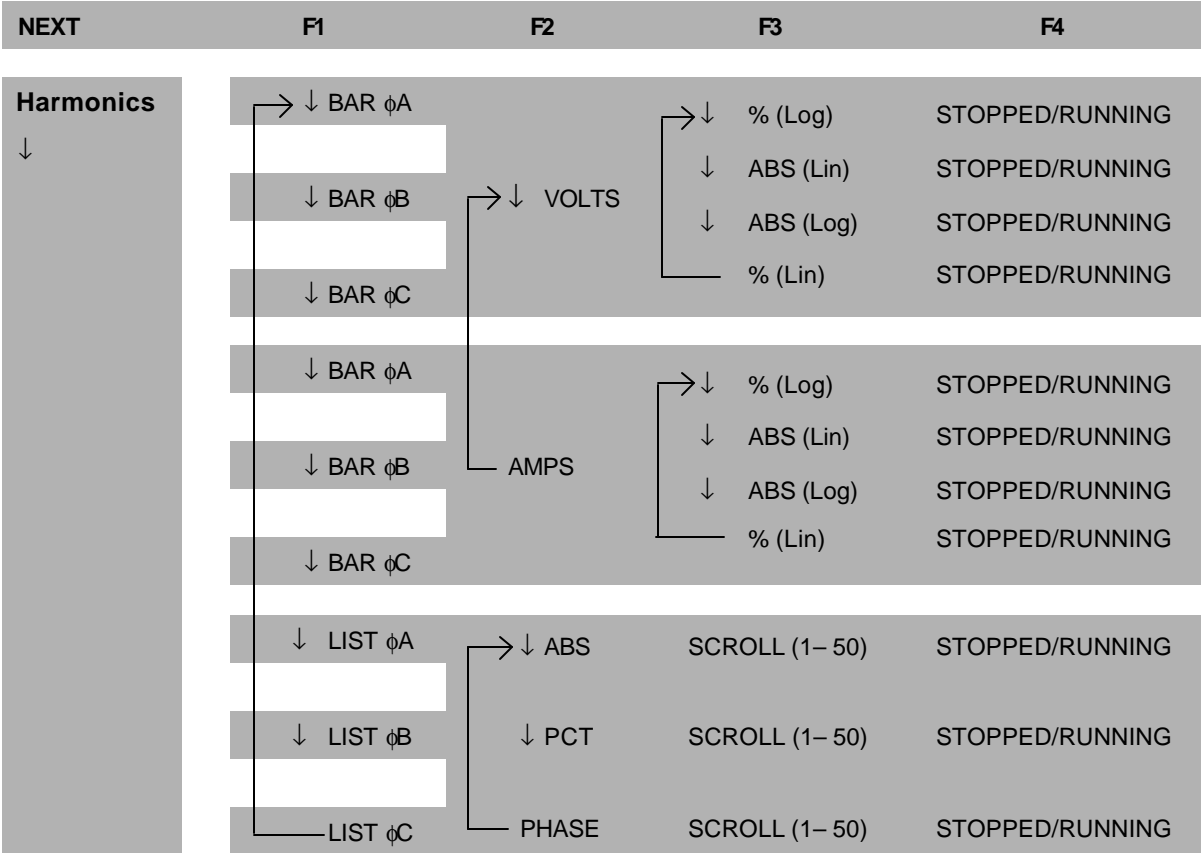 NEXT F1 F2 F3 F4
Harmonics ↓ BAR ϕA ↓ % (Log) STOPPED/RUNNING
↓
↓ ABS (Lin) STOPPED/RUNNING
↓ BAR ϕB ↓ VOLTS
↓ ABS (Log) STOPPED/RUNNING
% (Lin) STOPPED/RUNNING
↓ BAR ϕC
↓ BAR ϕA
↓ % (Log) STOPPED/RUNNING
↓ ABS (Lin) STOPPED/RUNNING
↓ BAR ϕB AMPS
↓ ABS (Log) STOPPED/RUNNING
% (Lin) STOPPED/RUNNING
↓ BAR ϕC
↓ LIST ϕA ↓ ABS SCROLL (1– 50) STOPPED/RUNNING
↓ LIST ϕB ↓ PCT SCROLL (1– 50) STOPPED/RUNNING
LIST ϕC PHASE SCROLL (1– 50) STOPPED/RUNNING